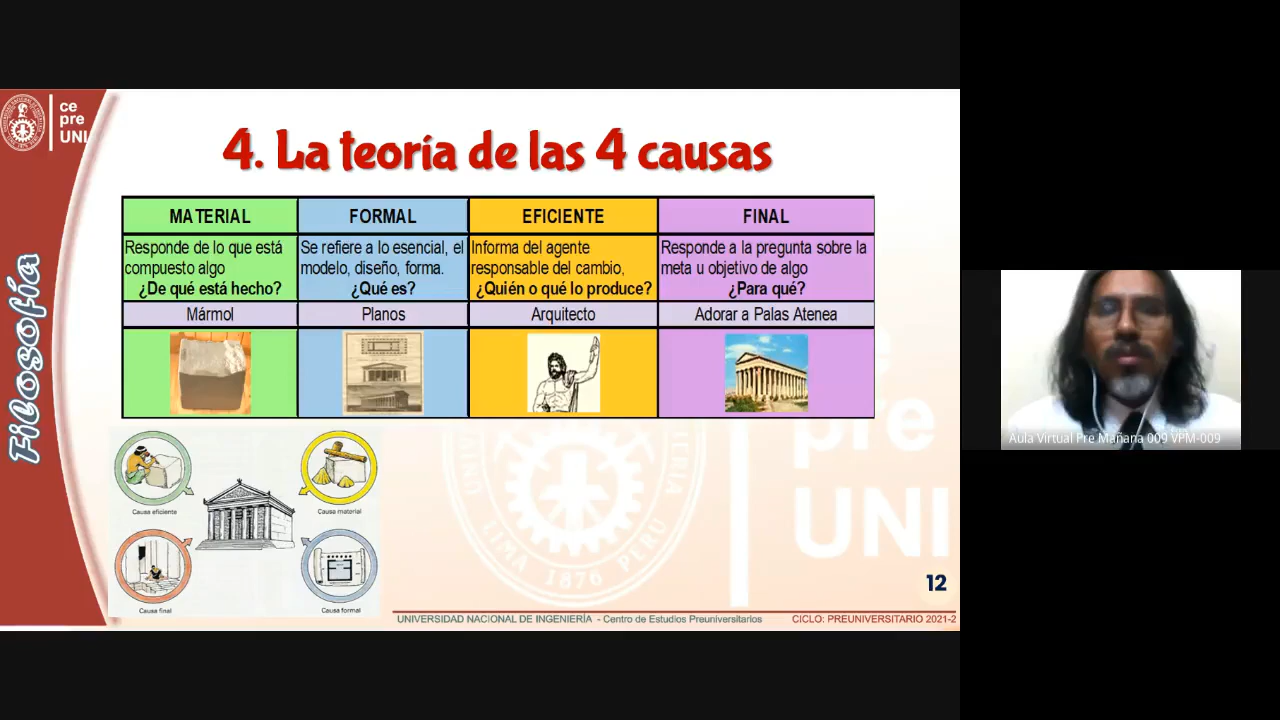 ce
pre
UNI
Filosofía
4. La teoría de las 4 causas
MATERIAL
FORMAL
EFICIENTE
FINAL
Responde de lo que está
compuesto algo
¿De qué está hecho?
Se refiere a lo esencial, el
modelo, diseño, forma.
¿Qué es?
Informa del agente
responsable del cambio,
¿Quién o qué lo produce?
Responde a la pregunta sobre la
meta u objetivo de algo
¿Para qué?
Mármol
Planos
Arquitecto
Adorar a Palas Atenea
Causa eficiente
Causa material
Causa final
Causa formal
pre
UNI
LIMA 1876 PERU
12
UNIVERSIDAD NACIONAL DE INGENIERÍA - Centro de Estudios Preuniversitarios
CICLO: PREUNIVERSITARIO 2021-2
Aula Virtual Pre Mañana 009 VPM-009